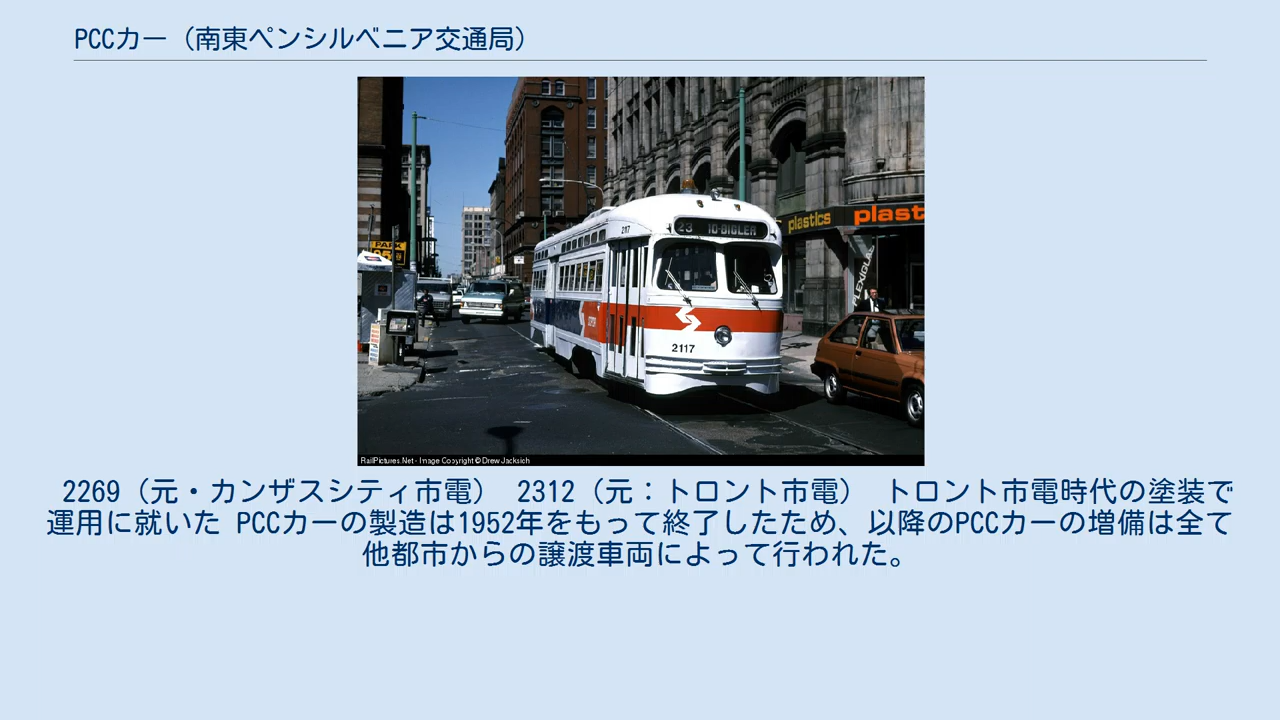 PCCカー（南東ペンシルベニア交通局）
PARK
plastics
plast
PLEXIGLAS
2117
23 10-BIGLER
2117
RailPictures.Net - Image Copyright © Drew Jacksich
2269（元・カンザスシティ市電） 2312（元：トロント市電） トロント市電時代の塗装で
運用に就いた PCCカーの製造は1952年をもって終了したため、以降のPCCカーの増備は全て
他都市からの譲渡車両によって行われた。